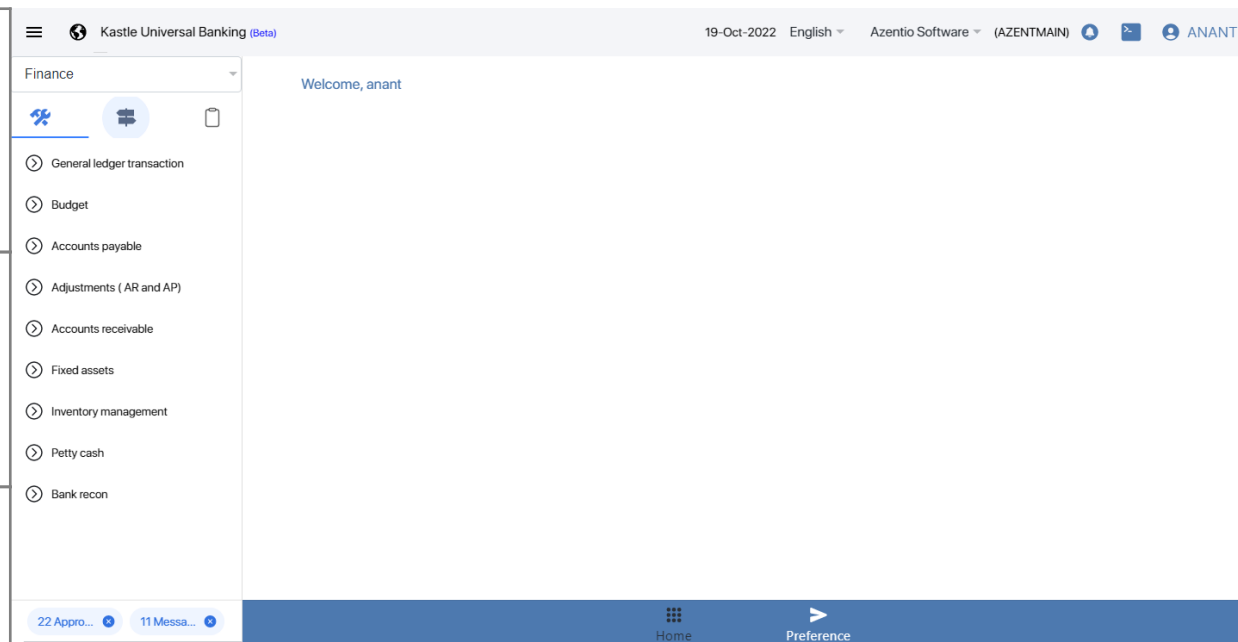 Kastle Universal Banking (Beta)
19-Oct-2022 English Azentio Software (AZENTMAIN) ANANT
Finance
Welcome, anant
General ledger transaction
Budget
Accounts payable
Adjustments ( AR and AP)
Accounts receivable
Fixed assets
Inventory management
Petty cash
Bank recon
22 Appro... 11 Messa...
Home Preference